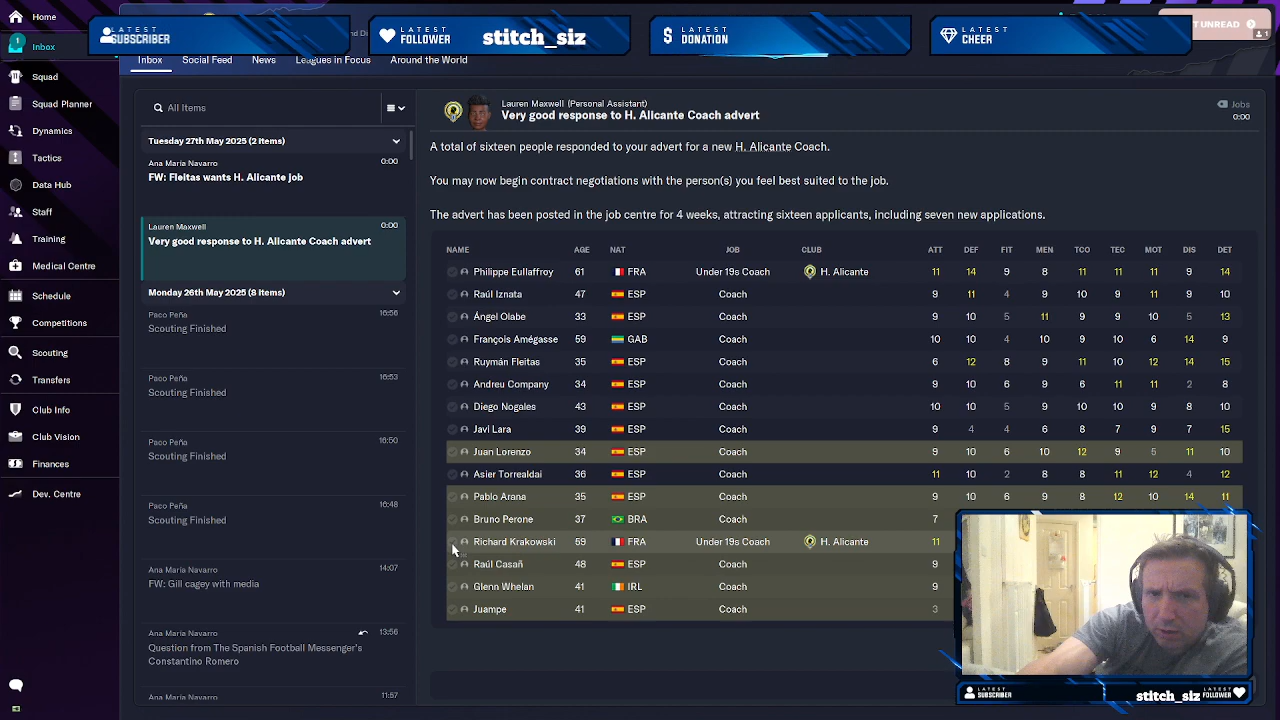 Home
LATEST
SUBSCRIBER
LATEST
FOLLOWER
stitch_siz
LATEST
DONATION
LATEST
CHEER
UNREAD
1
1
Inbox
Inbox
Social Feed
News
Leagues in Focus
Around the World
Squad
Squad Planner
Dynamics
Tactics
Data Hub
Staff
Training
Medical Centre
Schedule
Competitions
Scouting
Transfers
Club Info
Club Vision
Finances
Dev. Centre
All Items
Tuesday 27th May 2025 (2 Items)
Ana María Navarro 0:00
FW: Fleitas wants H. Alicante job
Lauren Maxwell 0:00
Very good response to H. Alicante Coach advert
Monday 26th May 2025 (8 Items)
Paco Peña 16:56
Scouting Finished
Paco Peña 16:53
Scouting Finished
Paco Peña 16:50
Scouting Finished
Paco Peña 16:48
Scouting Finished
Ana María Navarro 14:07
FW: Gill cagey with media
Ana María Navarro 13:56
Question from The Spanish Football Messenger's
Constantino Romero
Ana María Navarro 11:57
Lauren Maxwell (Personal Assistant)
Very good response to H. Alicante Coach advert
Jobs
0:00
A total of sixteen people responded to your advert for a new H. Alicante Coach.
You may now begin contract negotiations with the person(s) you feel best suited to the job.
The advert has been posted in the job centre for 4 weeks, attracting sixteen applicants, including seven new applications.
NAME AGE NAT JOB CLUB ATT DEF FIT MEN TCO TEC MOT DIS DET
Philippe Eullaffroy 61 FRA Under 19s Coach H. Alicante 11 14 9 8 11 11 11 9 14
Raúl Iznata 47 ESP Coach 9 11 4 9 10 9 11 9 10
Ángel Olabe 33 ESP Coach 9 10 5 11 9 9 10 5 13
François Amégasse 59 GAB Coach 10 10 4 10 9 10 6 14 9
Ruymán Fleitas 35 ESP Coach 6 12 8 9 11 10 12 14 15
Andreu Company 34 ESP Coach 9 10 6 9 6 11 11 2 8
Diego Nogales 43 ESP Coach 10 10 5 9 10 10 9 8 10
Javi Lara 39 ESP Coach 9 4 4 6 8 7 9 7 15
Juan Lorenzo 34 ESP Coach 9 10 6 10 12 9 5 11 10
Asier Torrealdai 36 ESP Coach 11 10 2 8 8 11 12 4 12
Pablo Arana 35 ESP Coach 9 10 6 9 8 12 10 14 11
Bruno Perone 37 BRA Coach 7
Richard Krakowski 59 FRA Under 19s Coach H. Alicante 11
Raúl Casañ 48 ESP Coach 9
Glenn Whelan 41 IRL Coach 9
Juampe 41 ESP Coach 3
LATEST
SUBSCRIBER
stitch_siz
LATEST
FOLLOWER